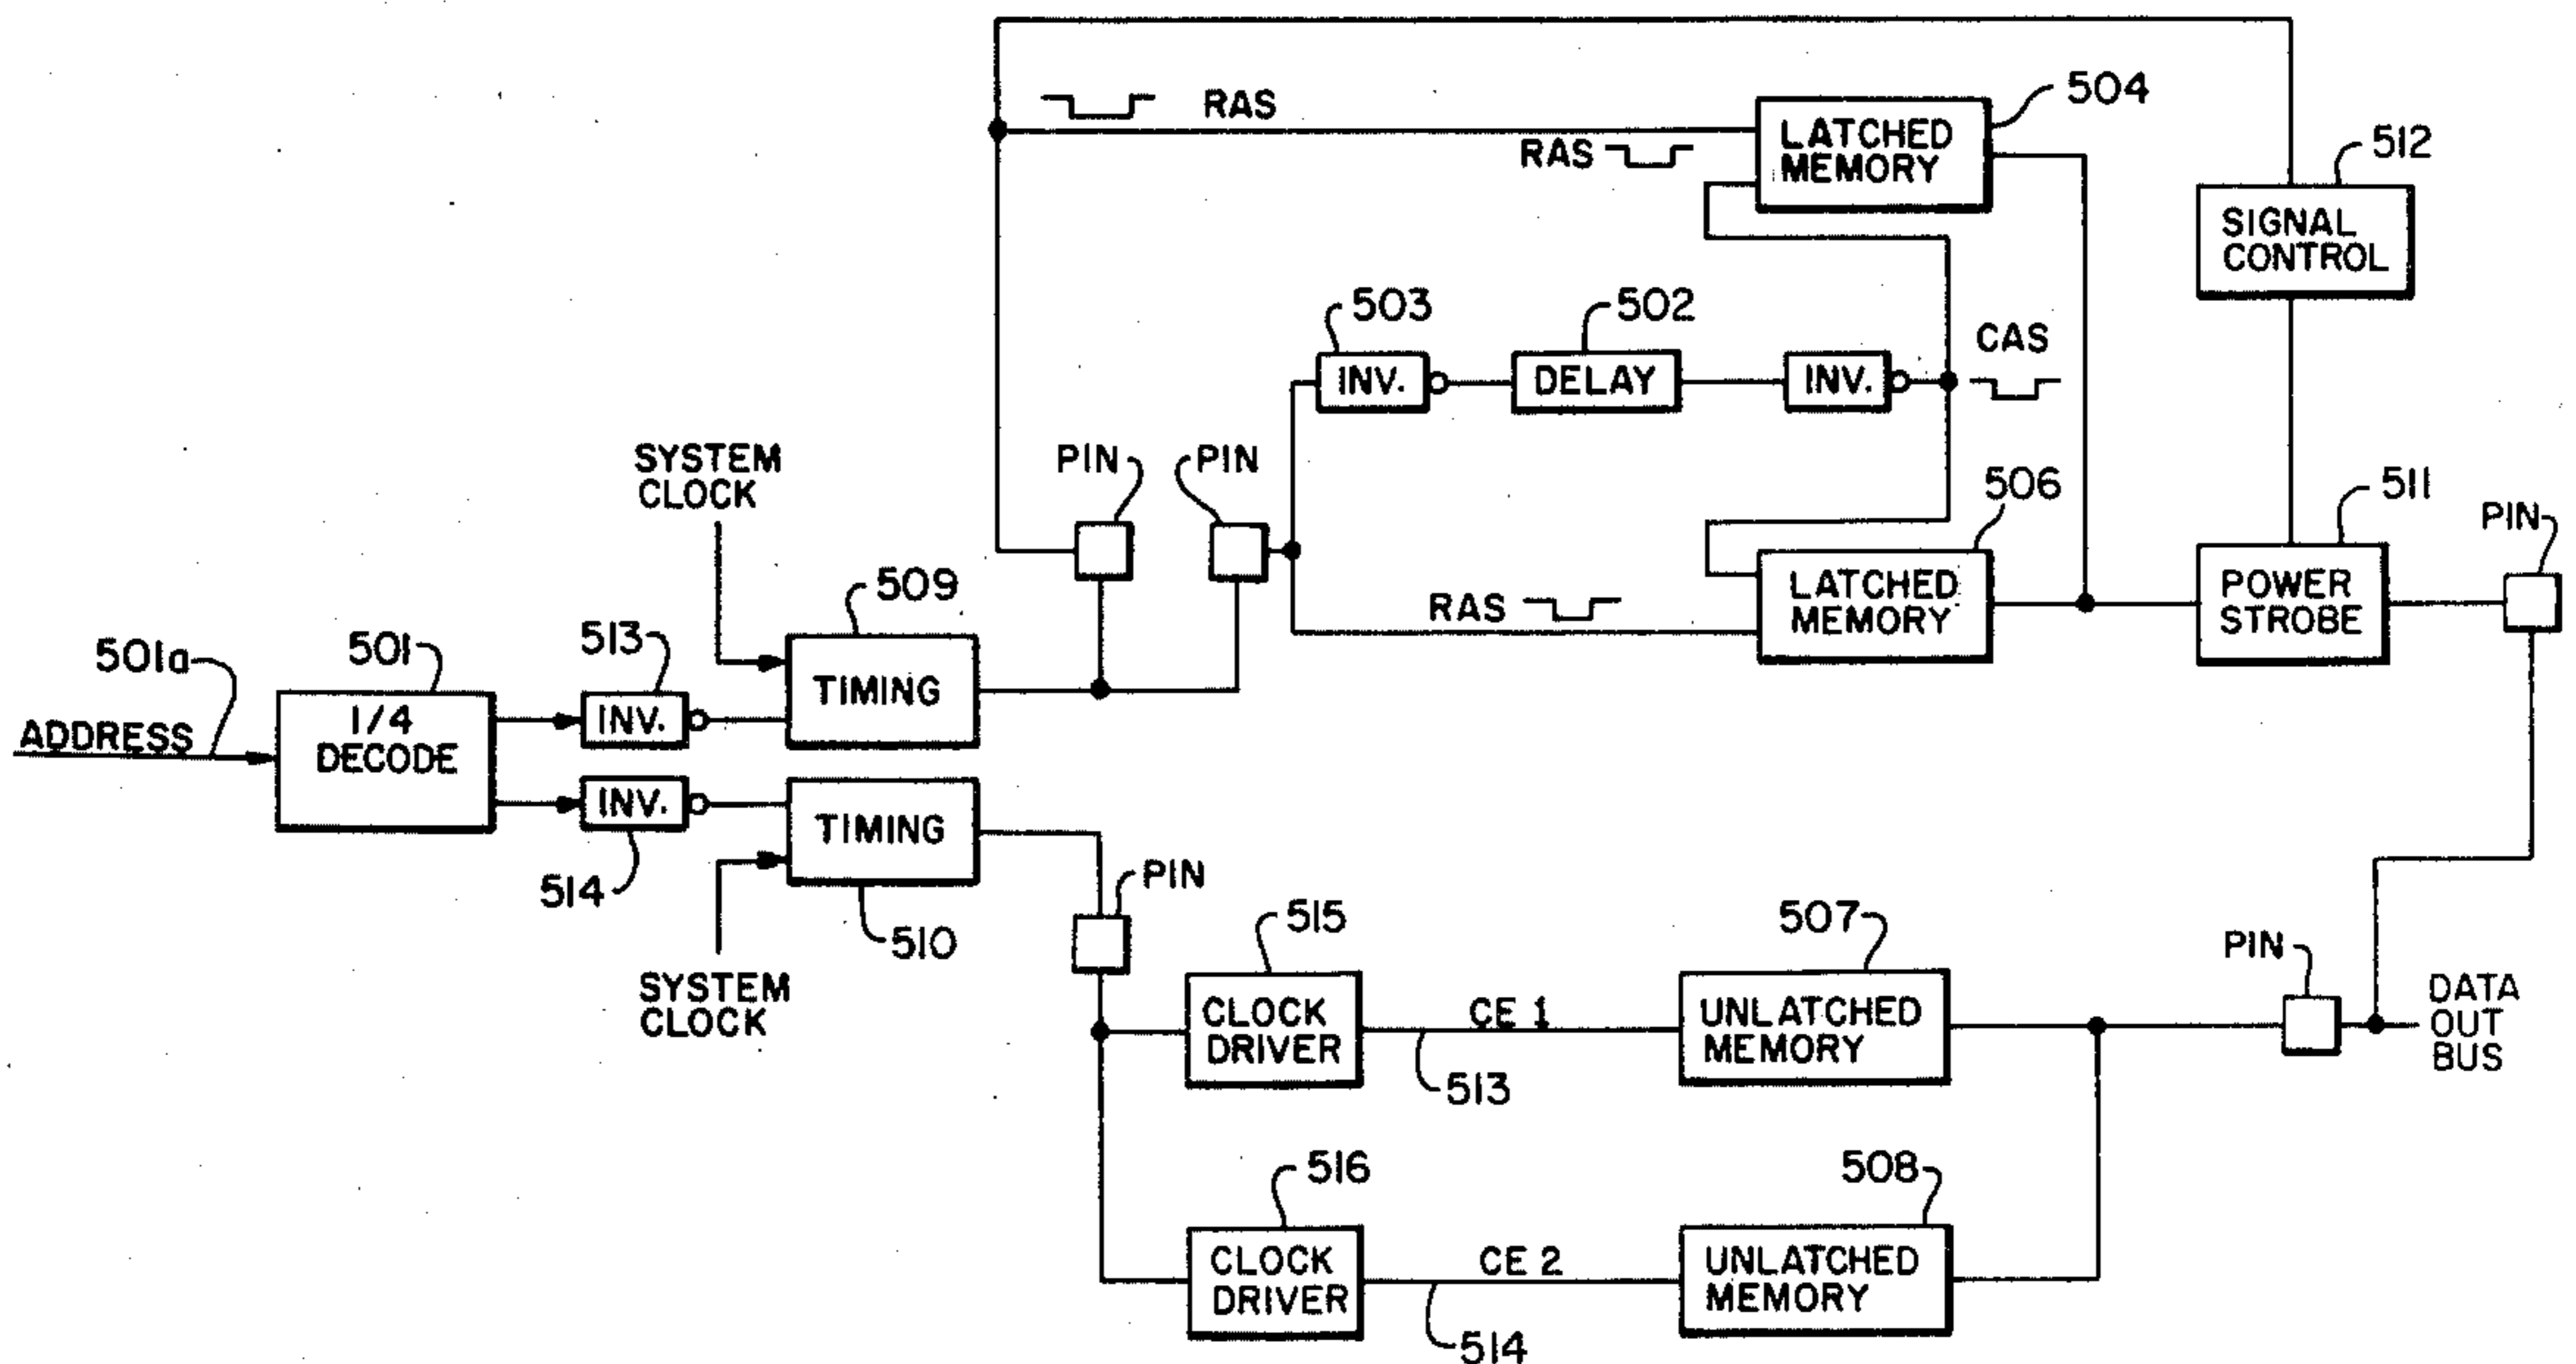 RAS
504
LATCHED
MEMORY
RAS
512
SIGNAL
CONTROL
503
502
CAS
INV.
DELAY
INV.
SYSTEM
CLOCK
PIN
PIN
506
511
PIN
509
LATCHED
MEMORY
POWER
STROBE
RAS
501a
501
513
ADDRESS
1/4
DECODE
INV.
TIMING
INV.
TIMING
514
510
SYSTEM
CLOCK
PIN
515
507
PIN
CLOCK
DRIVER
CE 1
513
UNLATCHED
MEMORY
DATA
OUT
BUS
516
508
CLOCK
DRIVER
CE 2
514
UNLATCHED
MEMORY